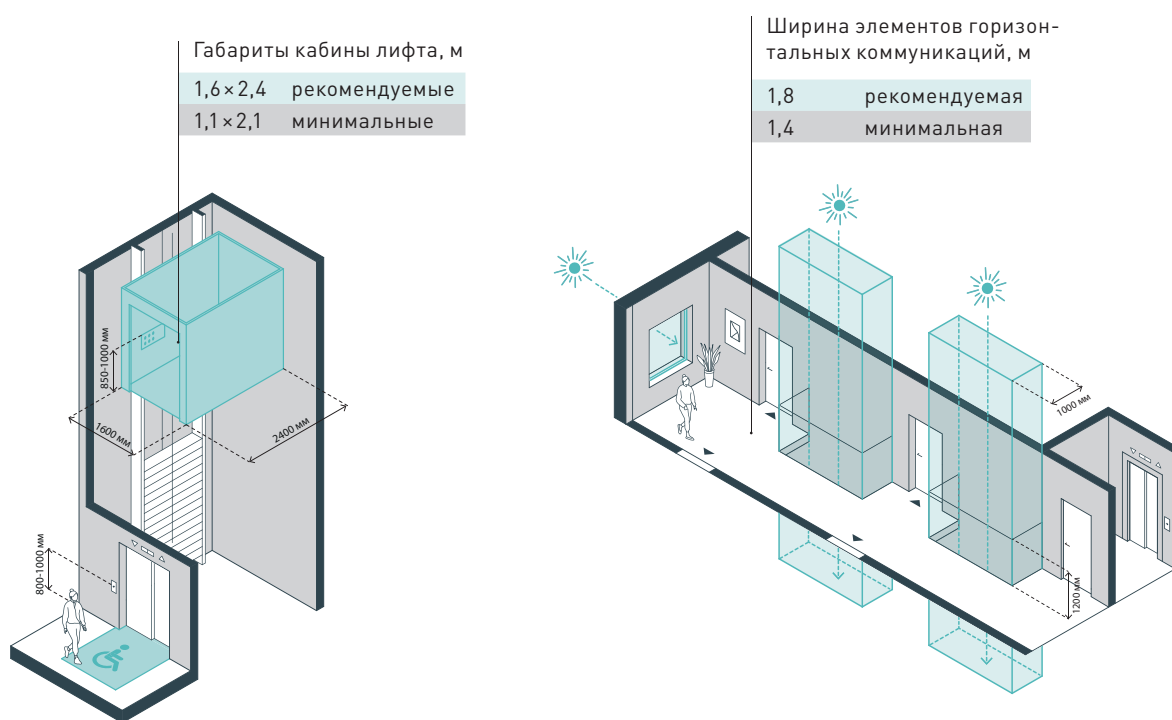 Габариты кабины лифта, м
1,6 × 2,4 рекомендуемые
1,1 × 2,1 минимальные
850-1000 мм
1600 мм
2400 мм
800-1000 мм
Ширина элементов горизон-
тальных коммуникаций, м
1,8 рекомендуемая
1,4 минимальная
1000 мм
1200 мм